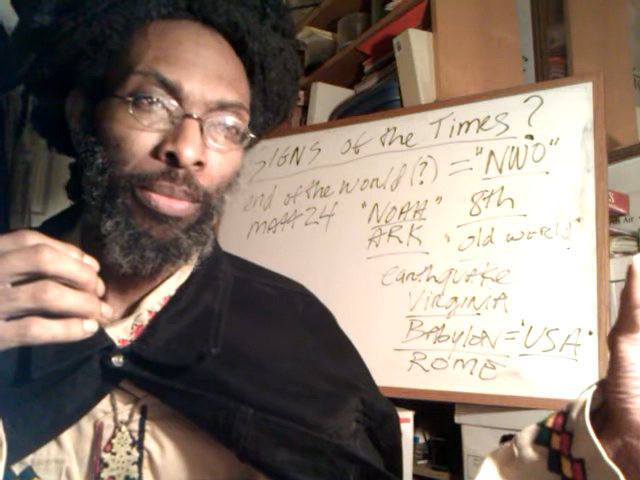 SIGNS of the Times?
end of the world(?) = "NWO"
MATT 24 "NOAH" 8th
ARK "old world"
earthquake
VIRGINIA
Babylon="USA"
ROME